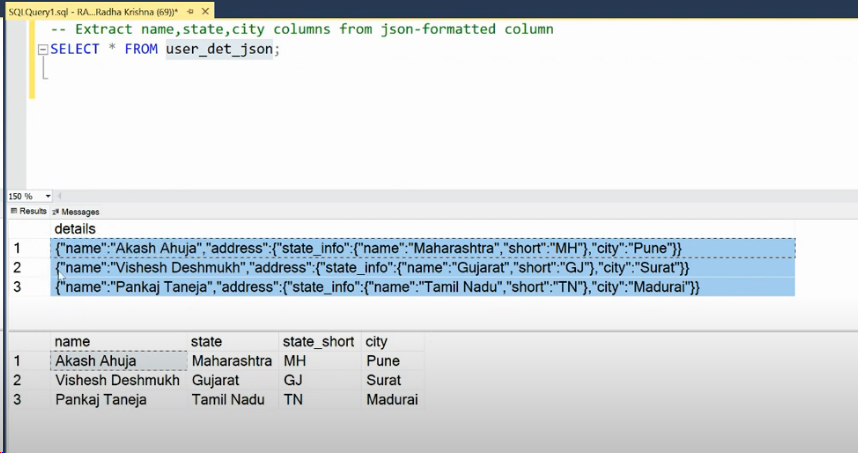 SQLQuery1.sql - RA...Radha Krishna (69))*
-- Extract name,state,city columns from json-formatted column
SELECT * FROM user_det_json;
150 %
Results Messages
details
1 {"name":"Akash Ahuja","address":{"state_info":{"name":"Maharashtra","short":"MH"},"city":"Pune"}}
2 {"name":"Vishesh Deshmukh","address":{"state_info":{"name":"Gujarat","short":"GJ"},"city":"Surat"}}
3 {"name":"Pankaj Taneja","address":{"state_info":{"name":"Tamil Nadu","short":"TN"},"city":"Madurai"}}
name state state_short city
1 Akash Ahuja Maharashtra MH Pune
2 Vishesh Deshmukh Gujarat GJ Surat
3 Pankaj Taneja Tamil Nadu TN Madurai